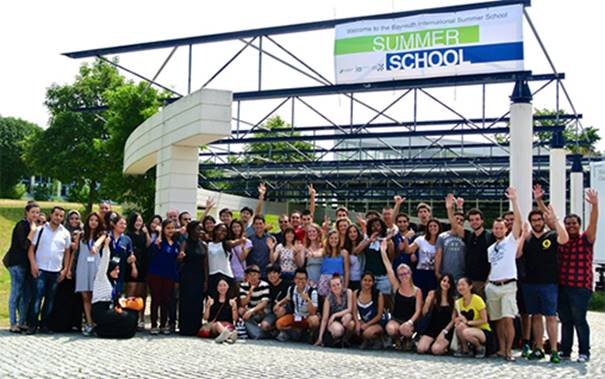 Welcome to the Bayreuth International Summer School
SUMMER
SCHOOL